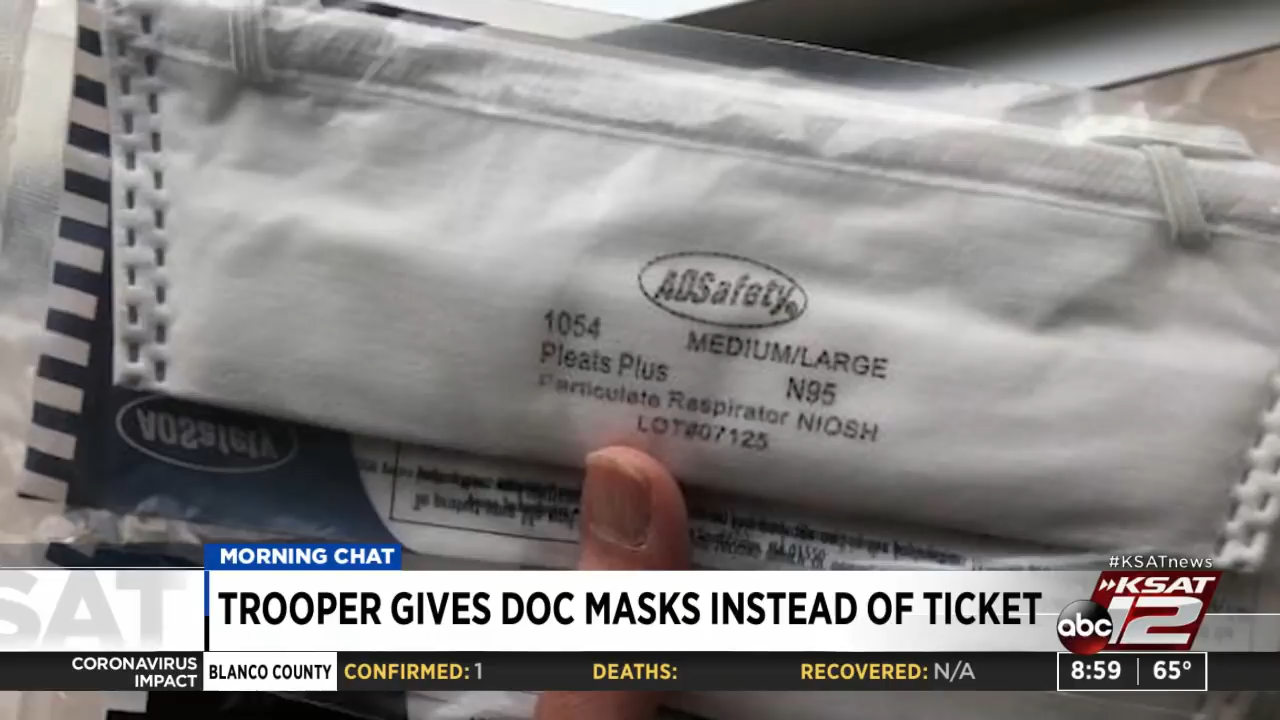 AOSafety
1054
MEDIUM/LARGE
Pleats Plus
N95
Particulate Respirator NIOSH
LOT#07125
AOSafety
MORNING CHAT
#KSATnews
TROOPER GIVES DOC MASKS INSTEAD OF TICKET
abc
KSAT
12
SAT
CORONAVIRUS
IMPACT
BLANCO COUNTY
CONFIRMED: 1
DEATHS:
RECOVERED: N/A
8:59
65°